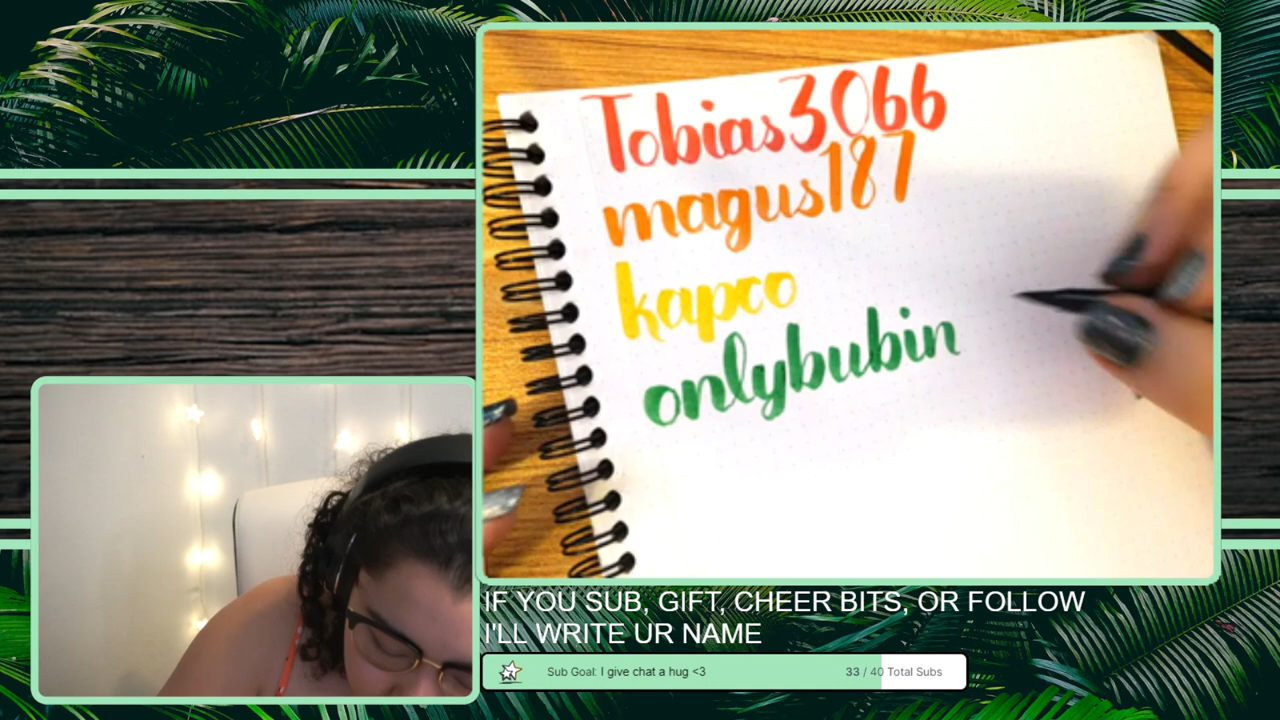 Tobias3066
magus187
kapco
onlybubin
IF YOU SUB, GIFT, CHEER BITS, OR FOLLOW
I'LL WRITE UR NAME
Sub Goal: I give chat a hug <3 33 / 40 Total Subs